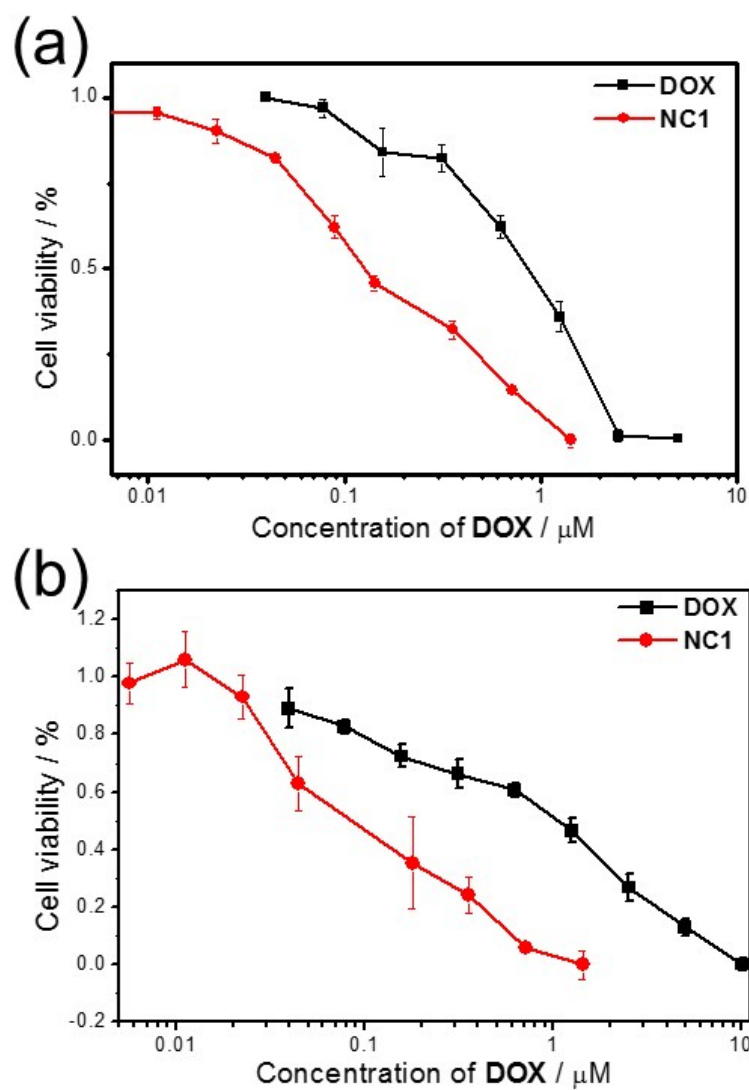 (a)
DOX
NC1
1.0
0.5
0.0
Cell viability / %
0.01 0.1 1 10
Concentration of DOX / μM
(b)
DOX
NC1
1.2
1.0
0.8
0.6
0.4
0.2
0.0
-0.2
Cell viability / %
0.01 0.1 1 10
Concentration of DOX / μM